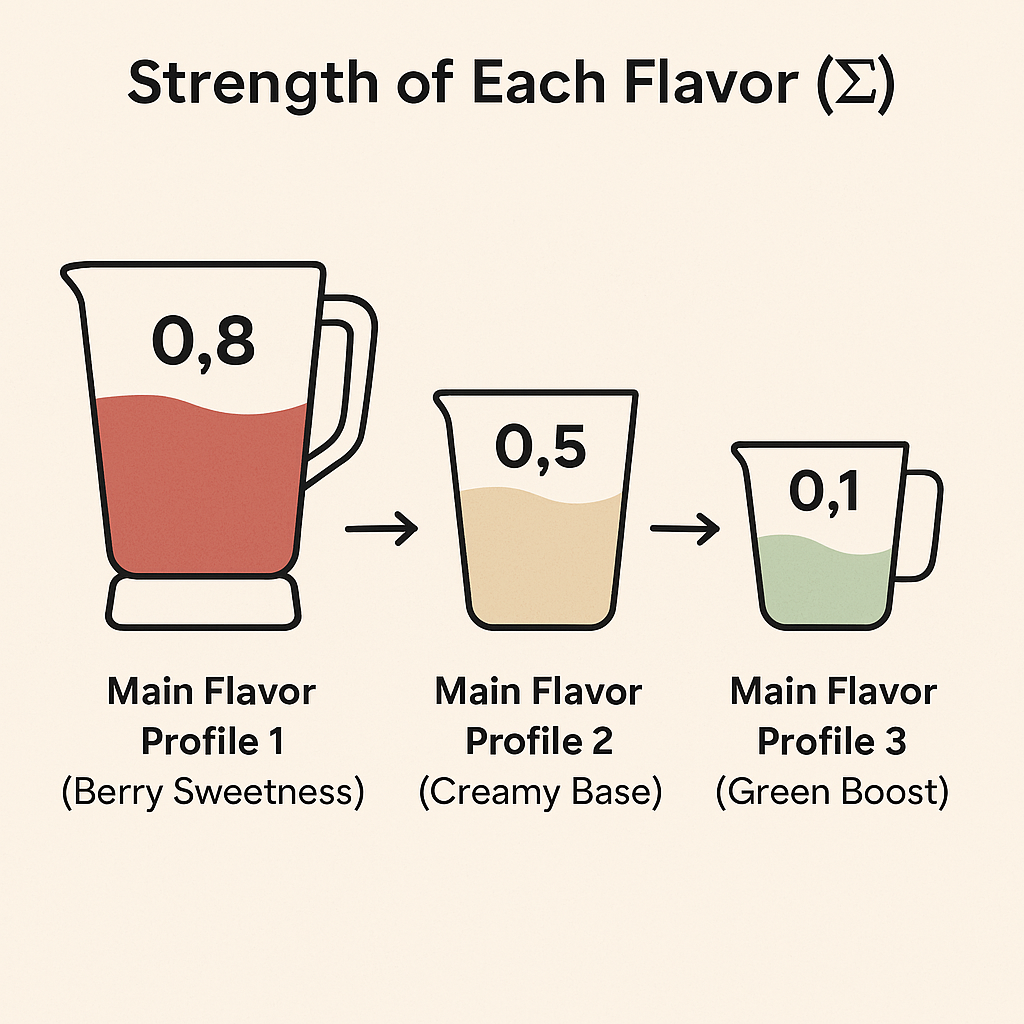 Strength of Each Flavor (Σ)
0,8
0,5
0,1
Main Flavor
Profile 1
(Berry Sweetness)
Main Flavor
Profile 2
(Creamy Base)
Main Flavor
Profile 3
(Green Boost)